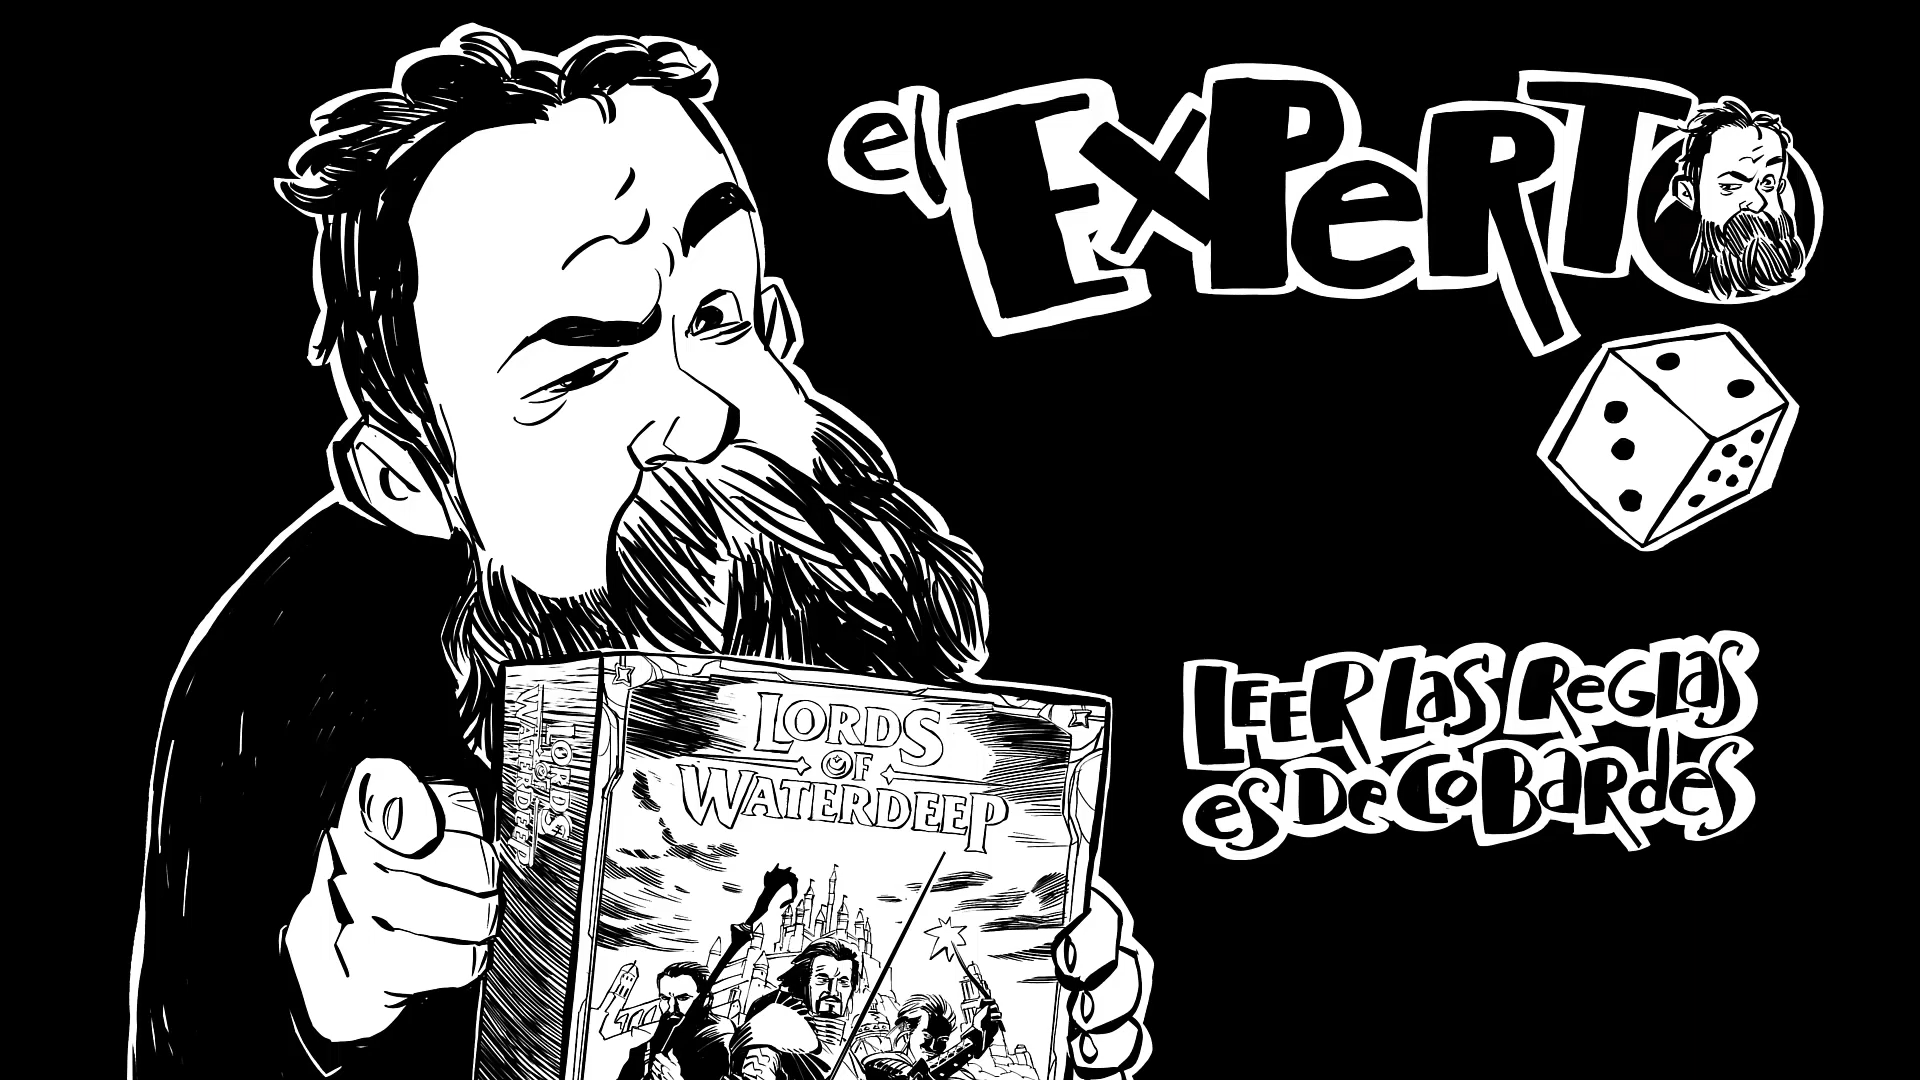 el EXPerTO
LEER Las ReGLas
es De CoBardes
LORDS
OF
WATERDEEP
LORDS
OF
WATERDEEP